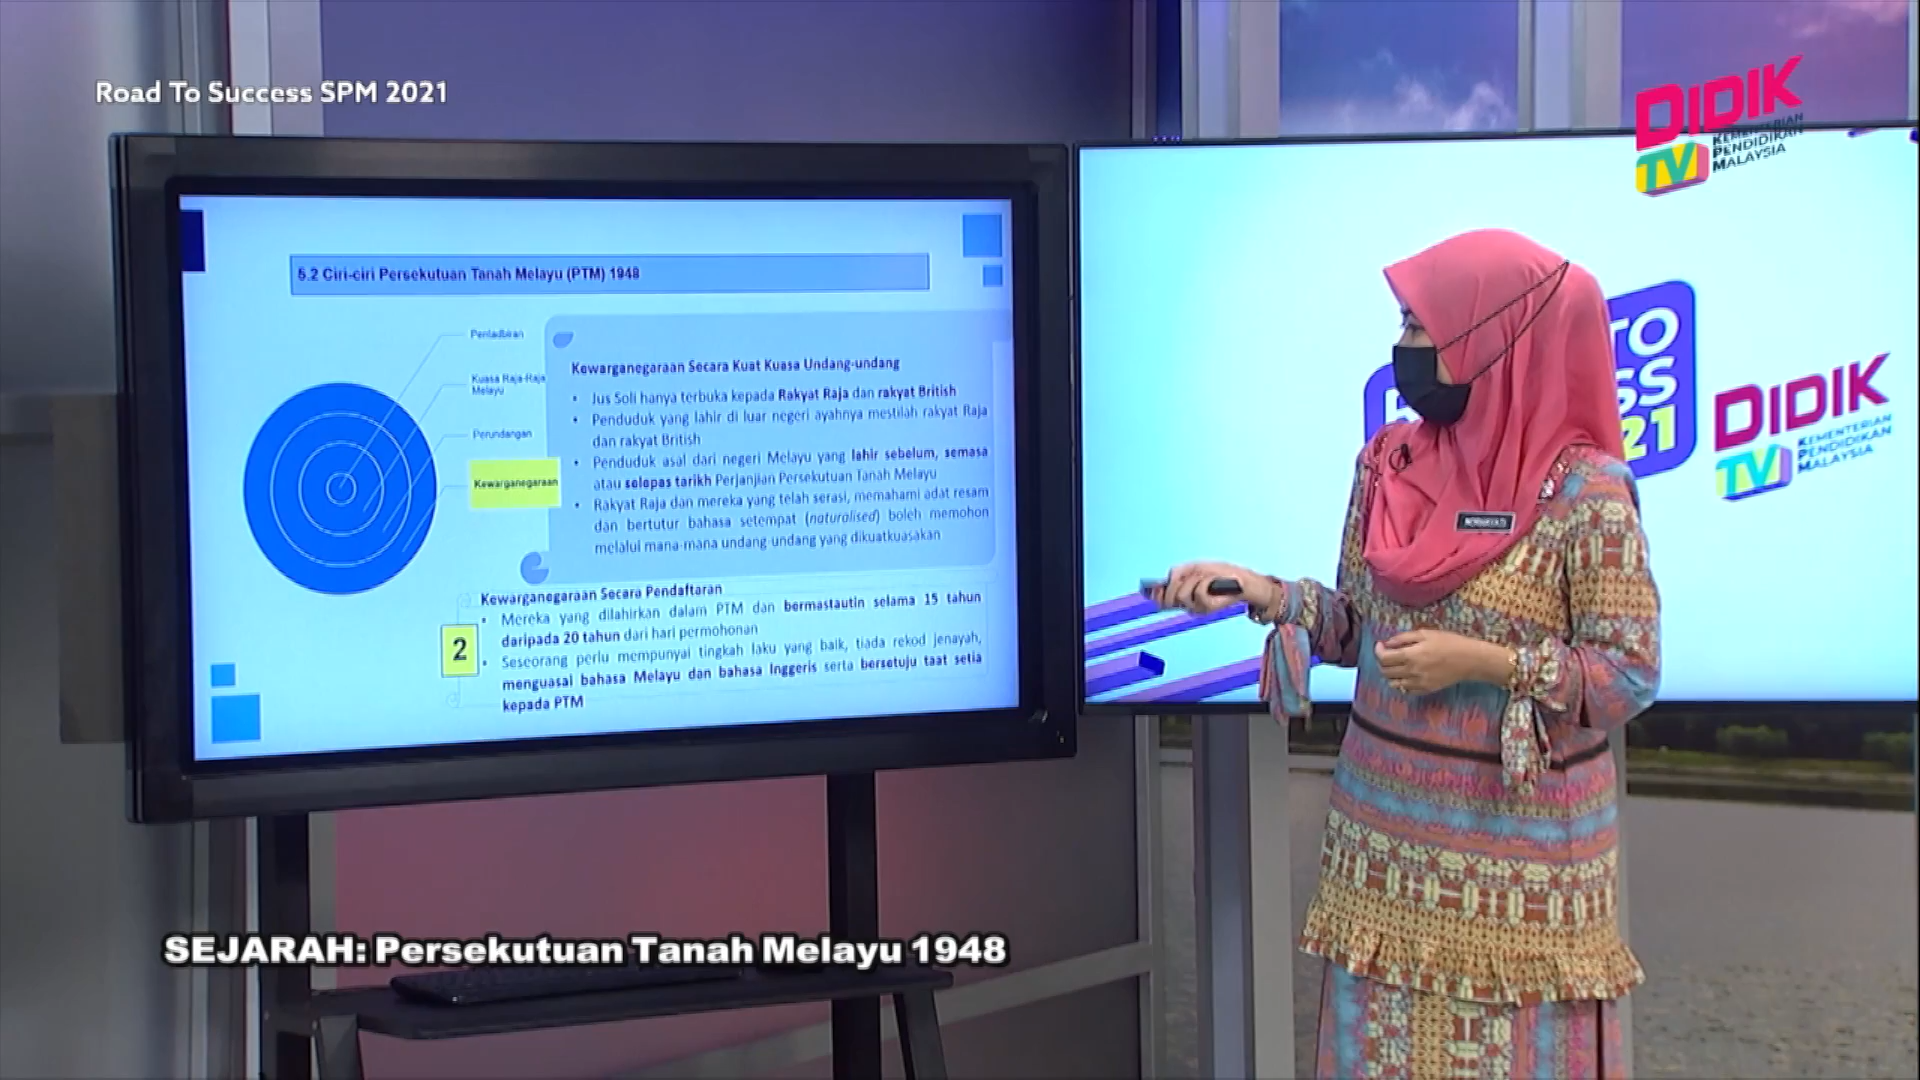 Road To Success SPM 2021
DIDIK
TV
KEMENTERIAN
PENDIDIKAN
MALAYSIA
5.2 Ciri-ciri Persekutuan Tanah Melayu (PTM) 1948
Pentadbiran
Kuasa Raja-Raja
Melayu
Perundangan
Kewarganegaraan
Kewarganegaraan Secara Kuat Kuasa Undang-undang
• Jus Soli hanya terbuka kepada Rakyat Raja dan rakyat British
• Penduduk yang lahir di luar negeri ayahnya mestilah rakyat Raja
dan rakyat British
• Penduduk asal dari negeri Melayu yang lahir sebelum, semasa
atau selepas tarikh Perjanjian Persekutuan Tanah Melayu
• Rakyat Raja dan mereka yang telah serasi, memahami adat resam
dan bertutur bahasa setempat (naturalised) boleh memohon
melalui mana-mana undang-undang yang dikuatkuasakan
2
Kewarganegaraan Secara Pendaftaran
• Mereka yang dilahirkan dalam PTM dan bermastautin selama 15 tahun
daripada 20 tahun dari hari permohonan
• Seseorang perlu mempunyai tingkah laku yang baik, tiada rekod jenayah,
menguasai bahasa Melayu dan bahasa Inggeris serta bersetuju taat setia
kepada PTM
TO
SS
21
DIDIK
TV
KEMENTERIAN
PENDIDIKAN
MALAYSIA
SEJARAH: Persekutuan Tanah Melayu 1948